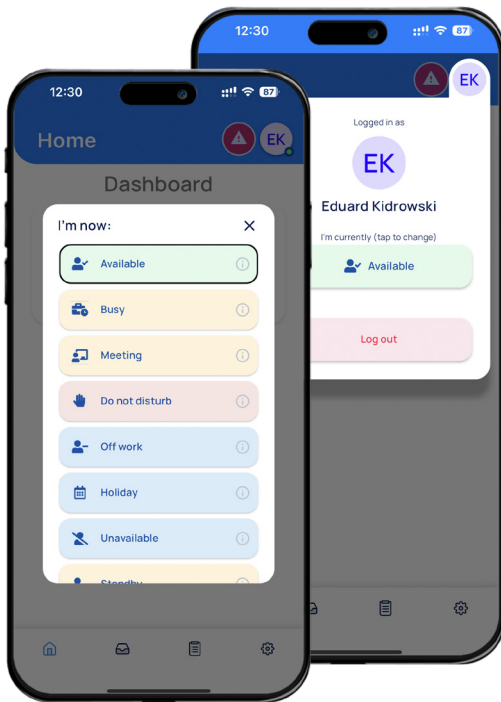 12:30
87
EK
Logged in as
EK
Eduard Kidrowski
I'm currently (tap to change)
Available
Log out
12:30
87
Home
EK
Dashboard
I'm now:
Available
Busy
Meeting
Do not disturb
Off work
Holiday
Unavailable
Standby